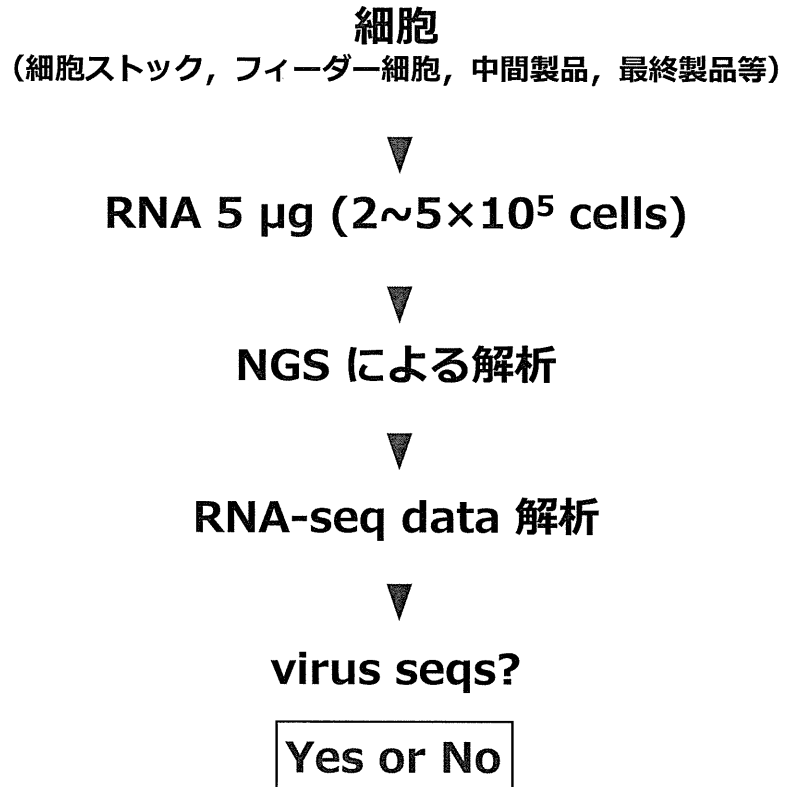 細胞
（細胞ストック，フィーダー細胞，中間製品，最終製品等）
RNA 5 μg (2~5×10⁵ cells)
NGS による解析
RNA-seq data 解析
virus seqs?
Yes or No